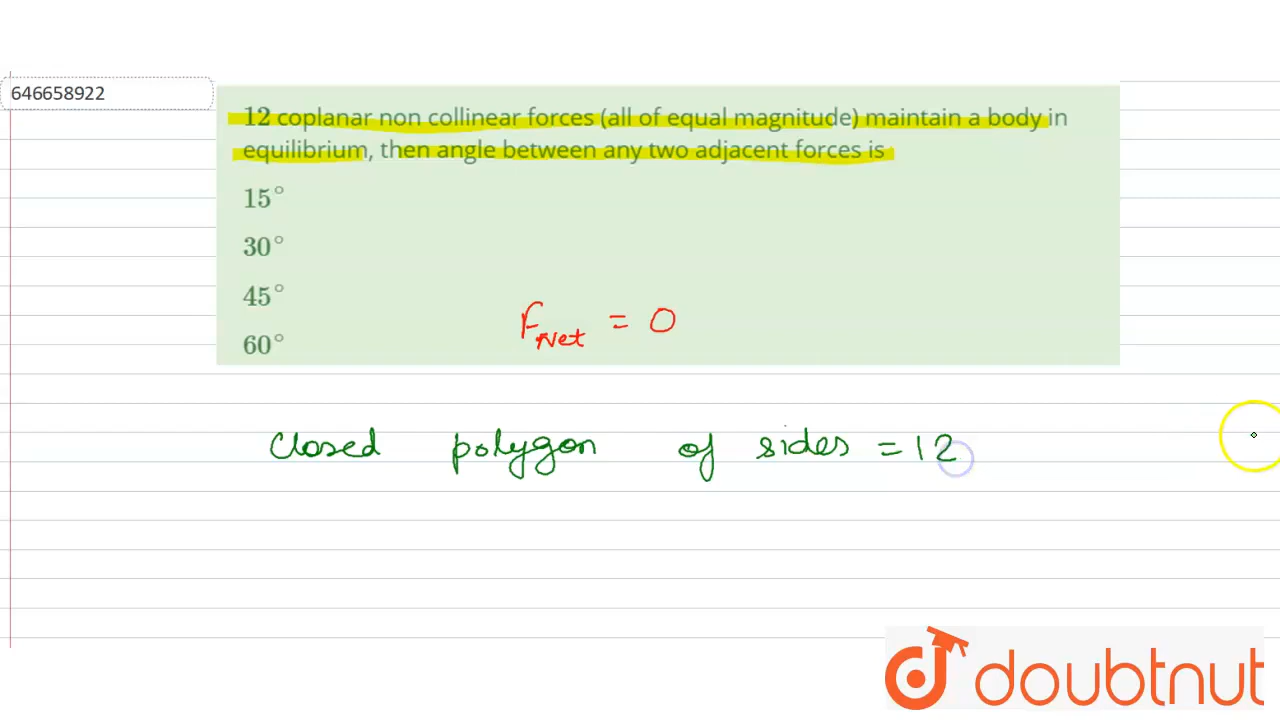 646658922
12 coplanar non collinear forces (all of equal magnitude) maintain a body in
equilibrium, then angle between any two adjacent forces is
15°
30°
45°
60°
F_Net = 0
Closed polygon of sides = 12
doubtnut